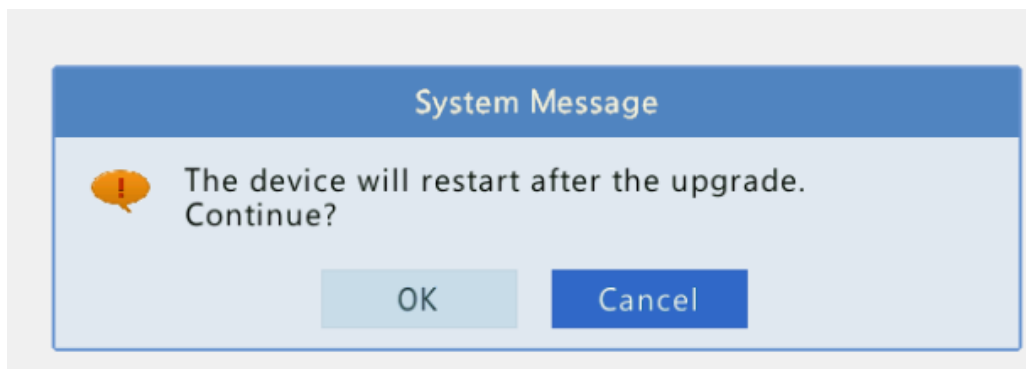 System Message
The device will restart after the upgrade.
Continue?
OK
Cancel